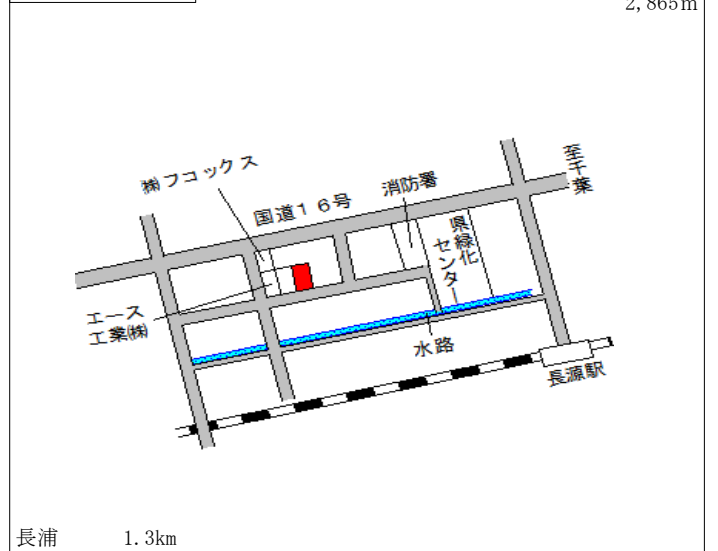 2,865m
㈱フコックス
国道16号
消防署
至千葉
県緑化
センター
エース
工業㈱
水路
長源駅
長浦 1.3km